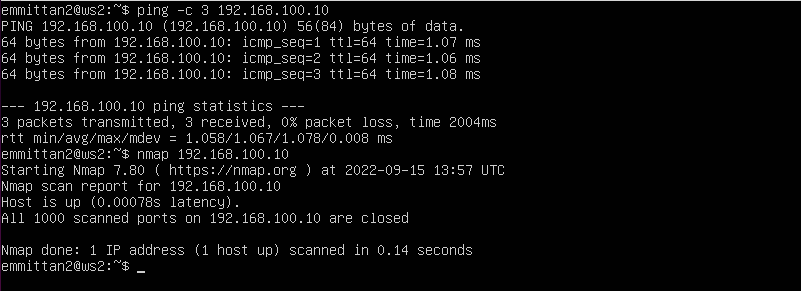 emmittan2@ws2:~$ ping -c 3 192.168.100.10
PING 192.168.100.10 (192.168.100.10) 56(84) bytes of data.
64 bytes from 192.168.100.10: icmp_seq=1 ttl=64 time=1.07 ms
64 bytes from 192.168.100.10: icmp_seq=2 ttl=64 time=1.06 ms
64 bytes from 192.168.100.10: icmp_seq=3 ttl=64 time=1.08 ms

--- 192.168.100.10 ping statistics ---
3 packets transmitted, 3 received, 0% packet loss, time 2004ms
rtt min/avg/max/mdev = 1.058/1.067/1.078/0.008 ms
emmittan2@ws2:~$ nmap 192.168.100.10
Starting Nmap 7.80 ( https://nmap.org ) at 2022-09-15 13:57 UTC
Nmap scan report for 192.168.100.10
Host is up (0.00078s latency).
All 1000 scanned ports on 192.168.100.10 are closed

Nmap done: 1 IP address (1 host up) scanned in 0.14 seconds
emmittan2@ws2:~$ _